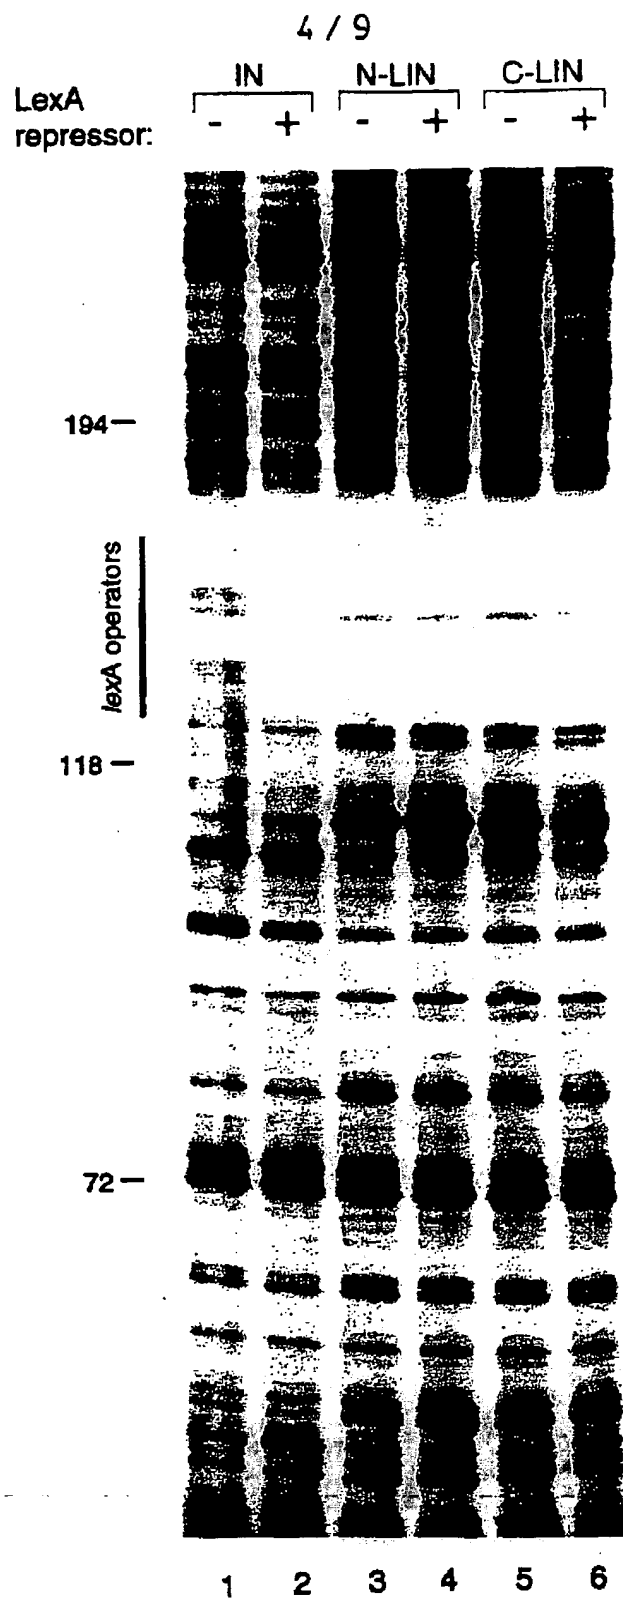 4/9
IN N-LIN C-LIN
LexA
repressor: - + - + - +
194
lexA operators
118
72
1 2 3 4 5 6